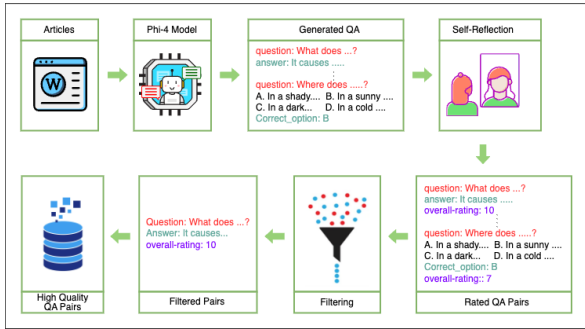 Articles
Phi-4 Model
Generated QA
Self-Reflection
W
question: What does ...?
answer: It causes .....
question: Where does .....?
A. In a shady.... B. In a sunny ....
C. In a dark... D. In a cold ....
Correct_option: B
question: What does ...?
answer: It causes .....
overall-rating: 10
question: Where does .....?
A. In a shady.... B. In a sunny ....
C. In a dark... D. In a cold ....
Correct_option: B
overall-rating:: 7
Rated QA Pairs
Filtering
Question: What does ...?
Answer: It causes...
overall-rating: 10
Filtered Pairs
High Quality
QA Pairs